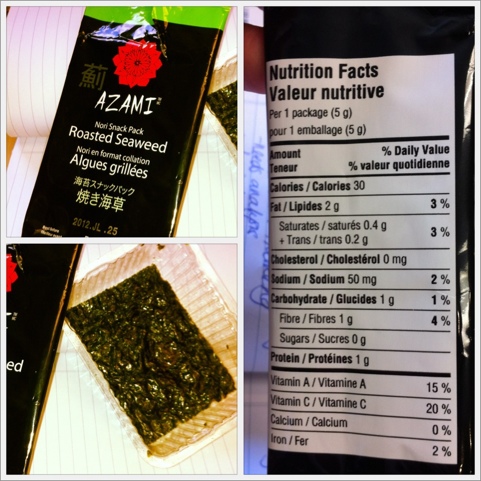 薊
AZAMI
Nori Snack Pack
Roasted Seaweed
Nori en format collation
Algues grillées
海苔スナックパック
焼き海草
2012.JL.25
ed
Nutrition Facts
Valeur nutritive
Per 1 package (5 g)
pour 1 emballage (5 g)
Amount % Daily Value
Teneur % valeur quotidienne
Calories / Calories 30
Fat / Lipides 2 g 3 %
Saturates / saturés 0.4 g
+ Trans / trans 0.2 g 3 %
Cholesterol / Cholestérol 0 mg
Sodium / Sodium 50 mg 2 %
Carbohydrate / Glucides 1 g 1 %
Fibre / Fibres 1 g 4 %
Sugars / Sucres 0 g
Protein / Protéines 1 g
Vitamin A / Vitamine A 15 %
Vitamin C / Vitamine C 20 %
Calcium / Calcium 0 %
Iron / Fer 2 %